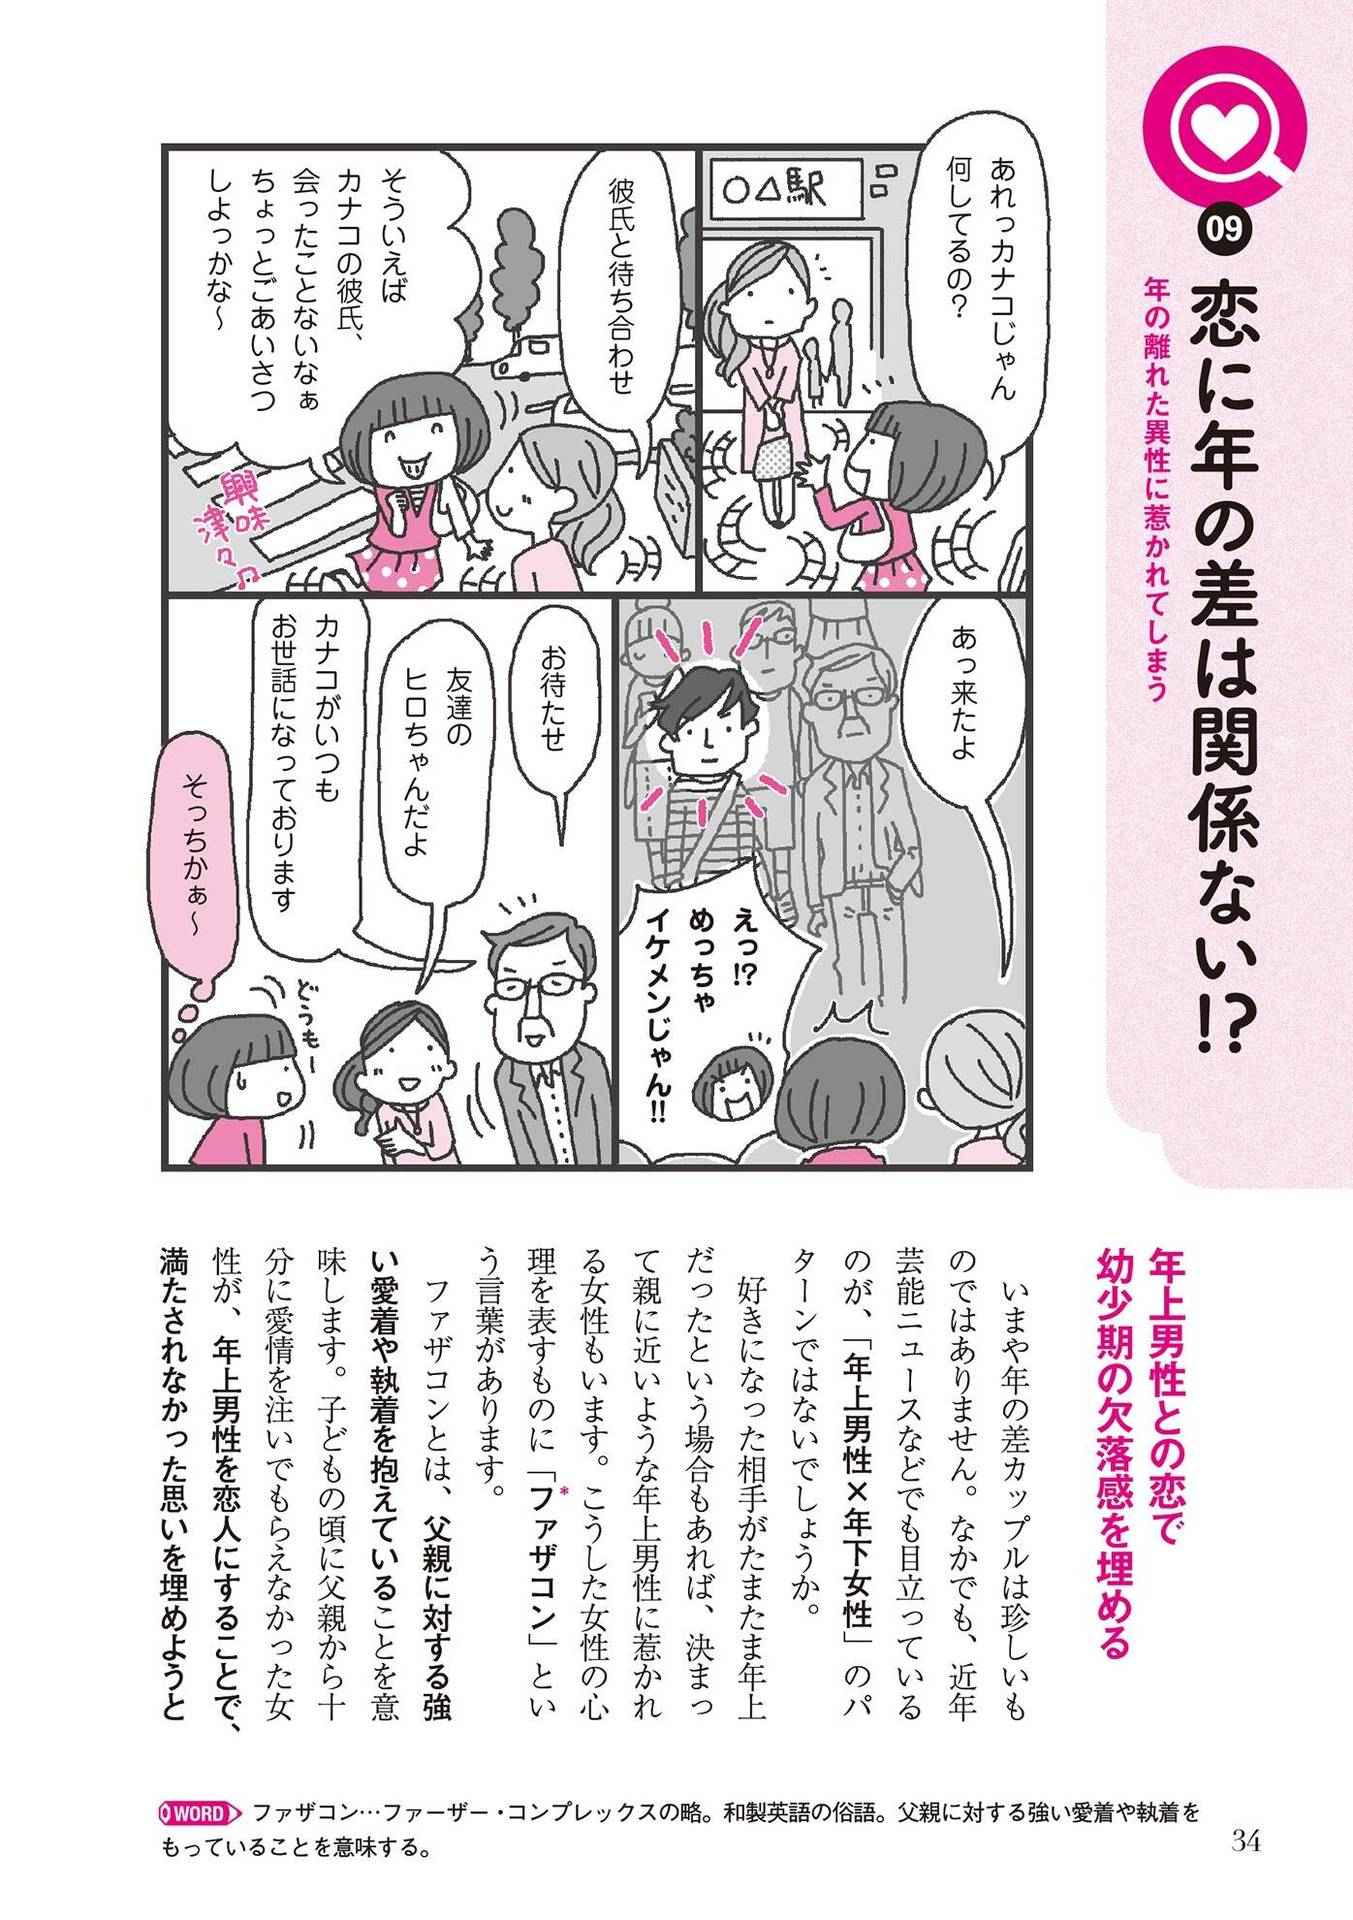 09
恋に年の差は関係ない!?
年の離れた異性に惹かれてしまう
あれっカナコじゃん
何してるの?
○△駅
彼氏と待ち合わせ
そういえば
カナコの彼氏、
会ったことないなぁ
ちょっとごあいさつ
しよっかな〜
興味
津々♫
あっ来たよ
えっ!?
めっちゃ
イケメンじゃん!!
お待たせ
友達の
ヒロちゃんだよ
カナコがいつも
お世話になっております
どうもー
そっちかぁ〜
年上男性との恋で
幼少期の欠落感を埋める
いまや年の差カップルは珍しいも
のではありません。なかでも、近年
芸能ニュースなどでも目立っている
のが、「年上男性×年下女性」のパ
ターンではないでしょうか。
好きになった相手がたまたま年上
だったという場合もあれば、決まっ
て親に近いような年上男性に惹かれ
る女性もいます。こうした女性の心
理を表すものに「ファザコン*」とい
う言葉があります。
ファザコンとは、父親に対する強
い愛着や執着を抱えていることを意
味します。子どもの頃に父親から十
分に愛情を注いでもらえなかった女
性が、年上男性を恋人にすることで、
満たされなかった思いを埋めようと
WORD ファザコン…ファーザー・コンプレックスの略。和製英語の俗語。父親に対する強い愛着や執着を
もっていることを意味する。
34